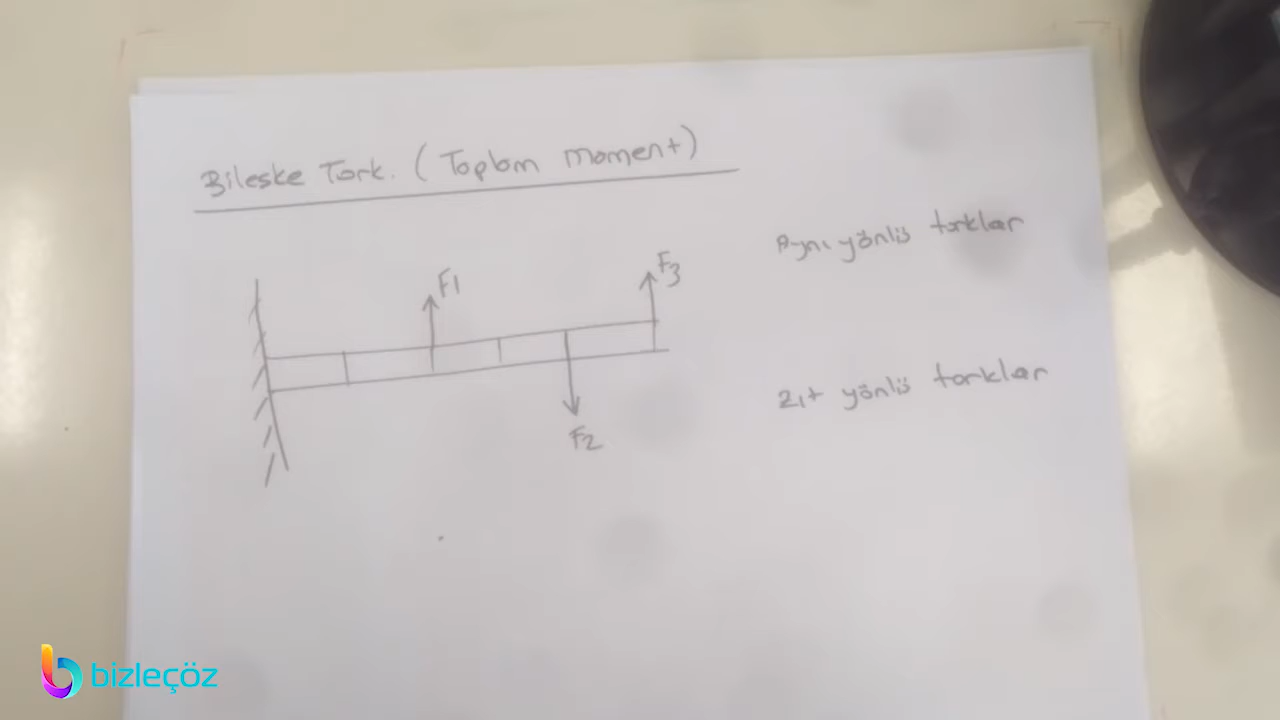 Bileske Tork. (Toplam moment)
Aynı yönlü torklar
F1
F3
Zıt yönlü torklar
F2
bizleçöz